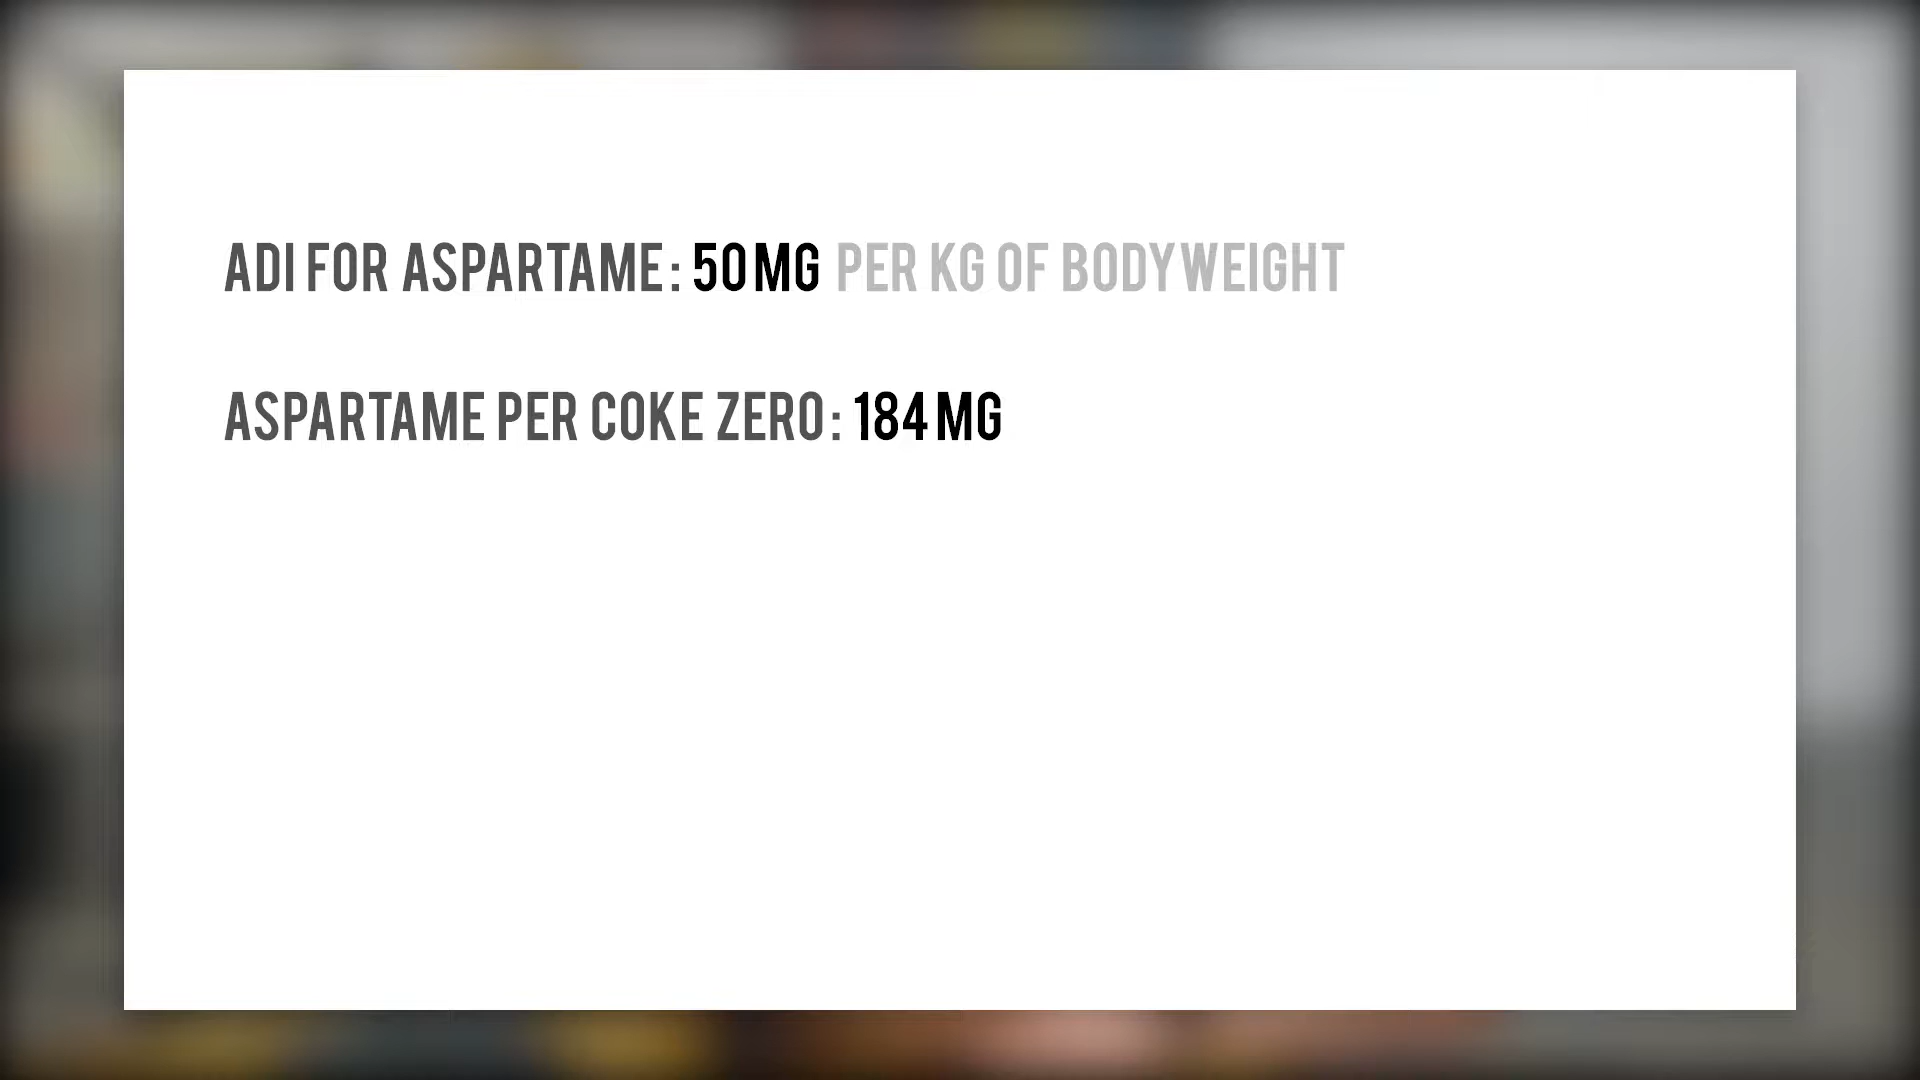 ADI FOR ASPARTAME: 50 MG PER KG OF BODYWEIGHT
ASPARTAME PER COKE ZERO: 184 MG